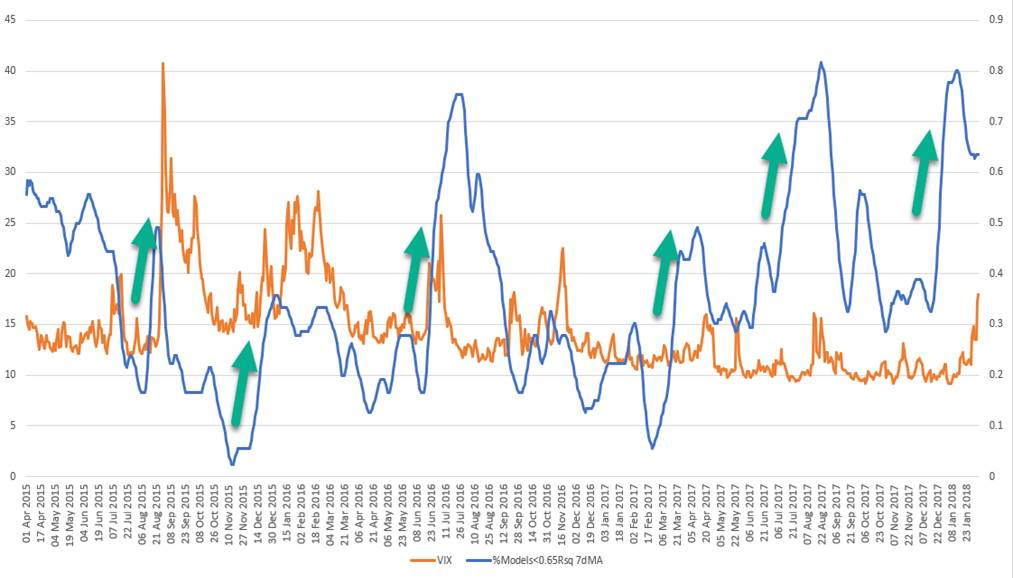 45
40
35
30
25
20
15
10
5
0
0.9
0.8
0.7
0.6
0.5
0.4
0.3
0.2
0.1
0
01 Apr 2015
17 Apr 2015
04 May 2015
19 May 2015
04 Jun 2015
19 Jun 2015
07 Jul 2015
22 Jul 2015
06 Aug 2015
21 Aug 2015
08 Sep 2015
23 Sep 2015
08 Oct 2015
26 Oct 2015
10 Nov 2015
27 Nov 2015
14 Dec 2015
30 Dec 2015
15 Jan 2016
02 Feb 2016
18 Feb 2016
04 Mar 2016
21 Mar 2016
06 Apr 2016
21 Apr 2016
06 May 2016
23 May 2016
08 Jun 2016
23 Jun 2016
11 Jul 2016
26 Jul 2016
10 Aug 2016
25 Aug 2016
12 Sep 2016
28 Sep 2016
14 Oct 2016
31 Oct 2016
16 Nov 2016
02 Dec 2016
19 Dec 2016
05 Jan 2017
23 Jan 2017
07 Feb 2017
24 Feb 2017
14 Mar 2017
21 Mar 2017
05 Apr 2017
20 Apr 2017
06 May 2017
22 May 2017
06 Jun 2017
21 Jun 2017
06 Jul 2017
21 Jul 2017
07 Aug 2017
22 Aug 2017
06 Sep 2017
21 Sep 2017
06 Oct 2017
23 Oct 2017
07 Nov 2017
22 Nov 2017
07 Dec 2017
22 Dec 2017
08 Jan 2018
23 Jan 2018
VIX
%Models<0.65Rsq 7dMA